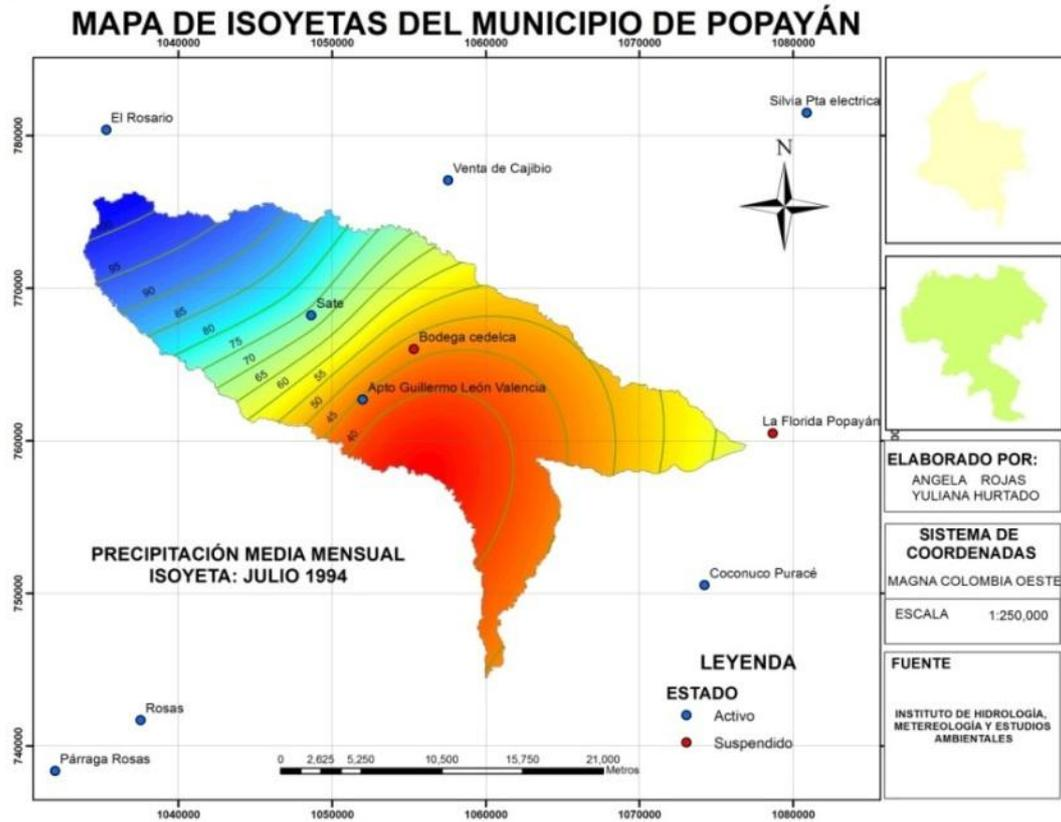 MAPA DE ISOYETAS DEL MUNICIPIO DE POPAYÁN
1040000 1050000 1060000 1070000 1080000
780000
770000
760000
750000
740000
El Rosario
Silvia Pta electrica
Venta de Cajibio
N
Sate
Bodega cedelca
Apto Guillermo León Valencia
La Florida Popayán
95
90
85
80
75
70
65
60
55
50
45
40
PRECIPITACIÓN MEDIA MENSUAL
ISOYETA: JULIO 1994
Coconuco Puracé
Rosas
Párraga Rosas
LEYENDA
ESTADO
Activo
Suspendido
0 2,625 5,250 10,500 15,750 21,000
Metros
1040000 1050000 1060000 1070000 1080000
ELABORADO POR:
ANGELA ROJAS
YULIANA HURTADO
SISTEMA DE
COORDENADAS
MAGNA COLOMBIA OESTE
ESCALA 1:250,000
FUENTE
INSTITUTO DE HIDROLOGÍA,
METEREOLOGÍA Y ESTUDIOS
AMBIENTALES